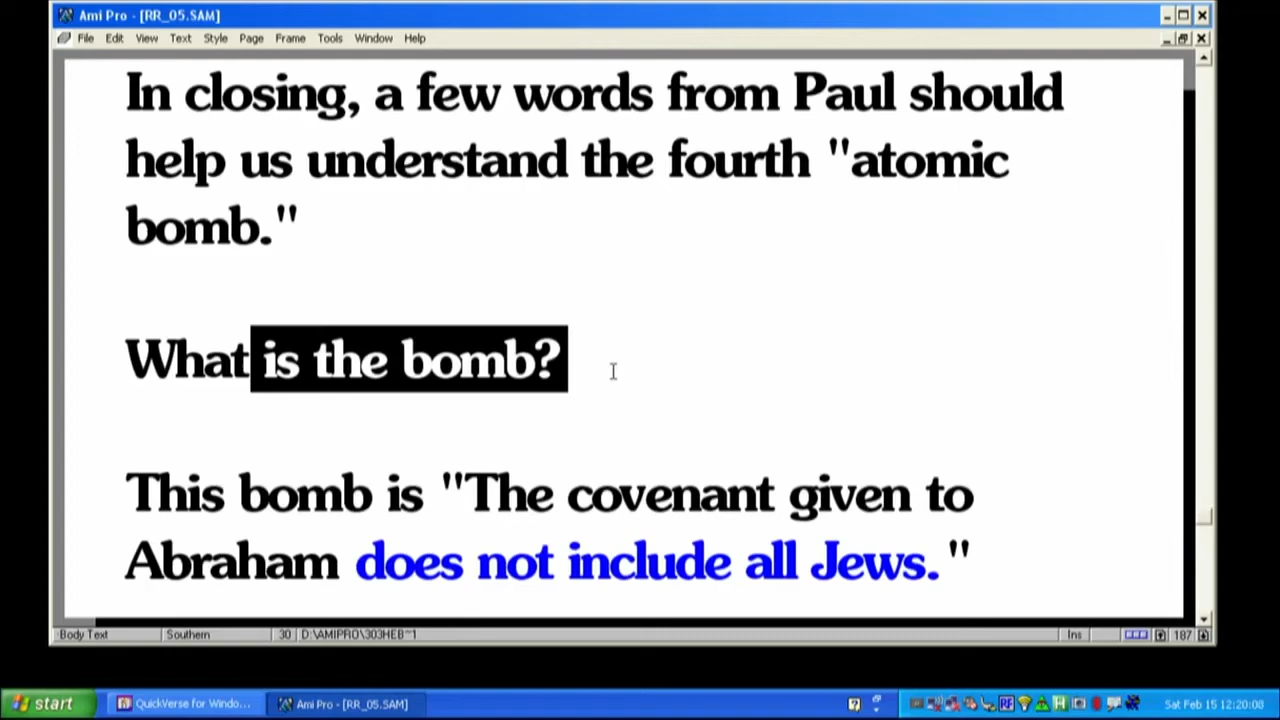 Ami Pro - [RR_05.SAM]
File Edit View Text Style Page Frame Tools Window Help
In closing, a few words from Paul should
help us understand the fourth "atomic
bomb."
What is the bomb?
This bomb is "The covenant given to
Abraham does not include all Jews."
Body Text Southern 30 D:\AMIPRO\303HEB~1 Ins 187
start QuickVerse for Windo... Ami Pro - [RR_05.SAM] RF H Sat Feb 15 12:20:08